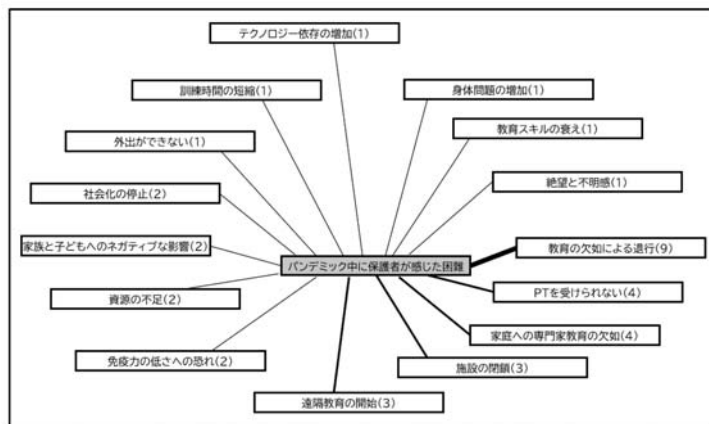 テクノロジー依存の増加(1)
訓練時間の短縮(1)
身体問題の増加(1)
教育スキルの衰え(1)
外出ができない(1)
絶望と不明感(1)
社会化の停止(2)
家族と子どもへのネガティブな影響(2)
教育の欠如による退行(9)
パンデミック中に保護者が感じた困難
資源の不足(2)
PTを受けられない(4)
家庭への専門家教育の欠如(4)
免疫力の低さへの恐れ(2)
施設の閉鎖(3)
遠隔教育の開始(3)